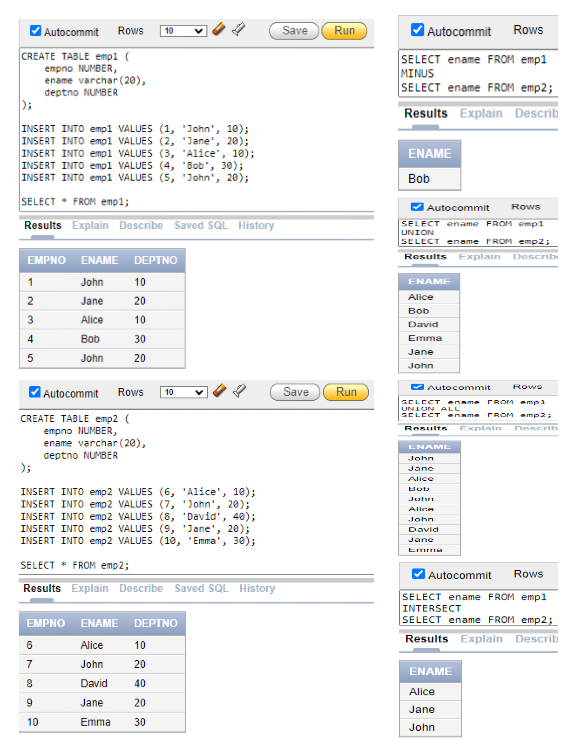 Autocommit Rows 10 Save Run
CREATE TABLE emp1 (
empno NUMBER,
ename varchar(20),
deptno NUMBER
);
INSERT INTO emp1 VALUES (1, 'John', 10);
INSERT INTO emp1 VALUES (2, 'Jane', 20);
INSERT INTO emp1 VALUES (3, 'Alice', 10);
INSERT INTO emp1 VALUES (4, 'Bob', 30);
INSERT INTO emp1 VALUES (5, 'John', 20);
SELECT * FROM emp1;
Results Explain Describe Saved SQL History
EMPNO ENAME DEPTNO
1 John 10
2 Jane 20
3 Alice 10
4 Bob 30
5 John 20
Autocommit Rows 10 Save Run
CREATE TABLE emp2 (
empno NUMBER,
ename varchar(20),
deptno NUMBER
);
INSERT INTO emp2 VALUES (6, 'Alice', 10);
INSERT INTO emp2 VALUES (7, 'John', 20);
INSERT INTO emp2 VALUES (8, 'David', 40);
INSERT INTO emp2 VALUES (9, 'Jane', 20);
INSERT INTO emp2 VALUES (10, 'Emma', 30);
SELECT * FROM emp2;
Results Explain Describe Saved SQL History
EMPNO ENAME DEPTNO
6 Alice 10
7 John 20
8 David 40
9 Jane 20
10 Emma 30
Autocommit Rows
SELECT ename FROM emp1
MINUS
SELECT ename FROM emp2;
Results Explain Describ
ENAME
Bob
Autocommit Rows
SELECT ename FROM emp1
UNION
SELECT ename FROM emp2;
Results Explain Describ
ENAME
Alice
Bob
David
Emma
Jane
John
Autocommit Rows
SELECT ename FROM emp1
UNION ALL
SELECT ename FROM emp2;
Results Explain Describ
ENAME
John
Jane
Alice
Bob
John
Alice
John
David
Jane
Emma
Autocommit Rows
SELECT ename FROM emp1
INTERSECT
SELECT ename FROM emp2;
Results Explain Describ
ENAME
Alice
Jane
John